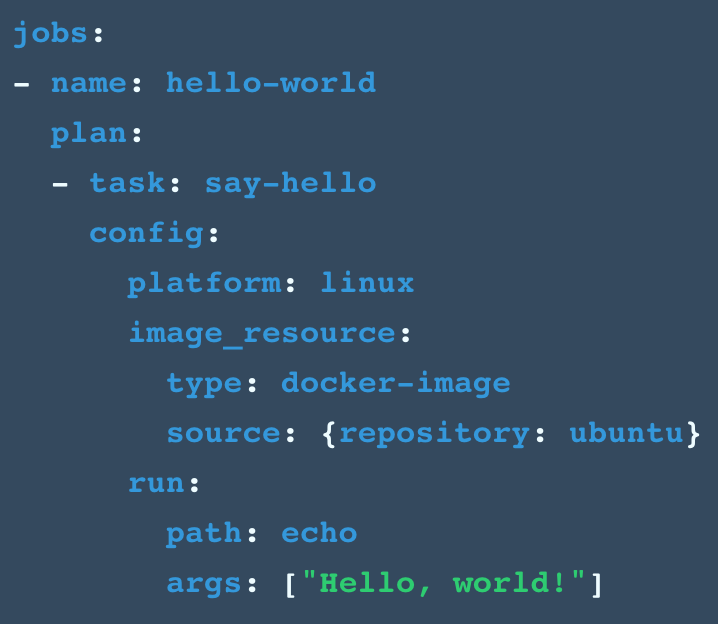 jobs:
- name: hello-world
  plan:
  - task: say-hello
    config:
      platform: linux
      image_resource:
        type: docker-image
        source: {repository: ubuntu}
      run:
        path: echo
        args: ["Hello, world!"]